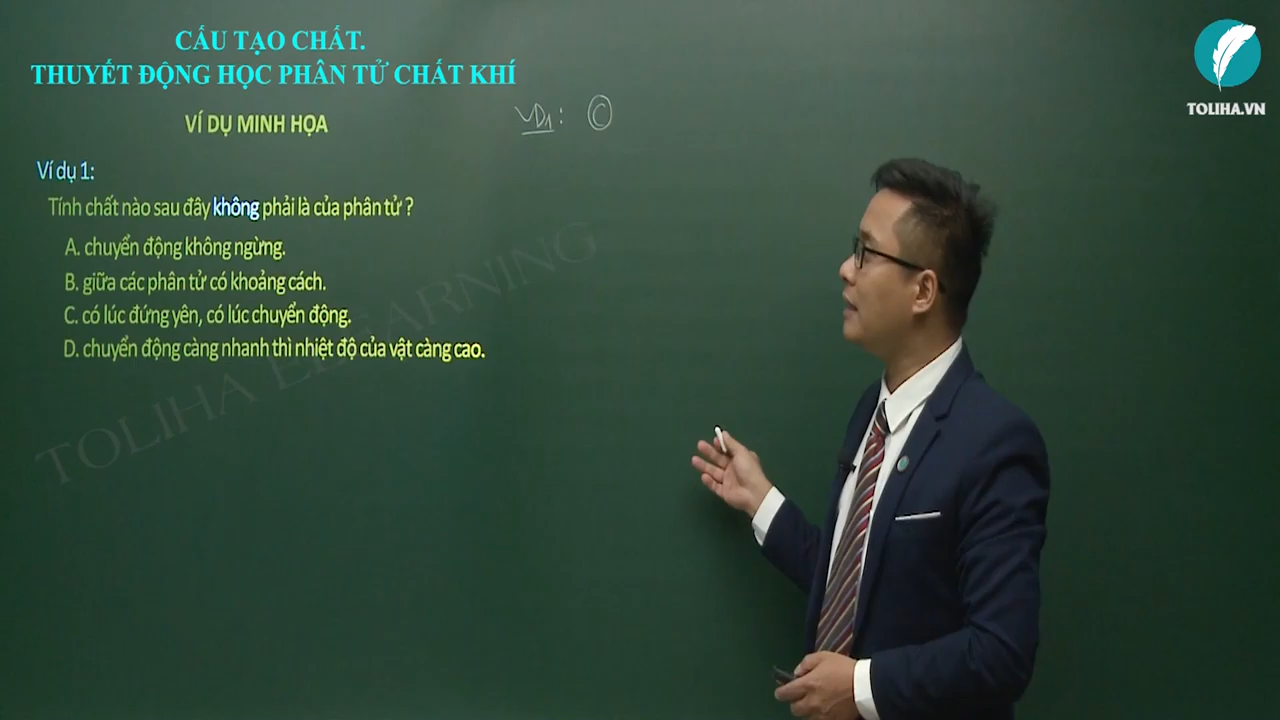 CẤU TẠO CHẤT.
THUYẾT ĐỘNG HỌC PHÂN TỬ CHẤT KHÍ
VÍ DỤ MINH HỌA
VD1: C
Ví dụ 1:
Tính chất nào sau đây không phải là của phân tử ?
A. chuyển động không ngừng.
B. giữa các phân tử có khoảng cách.
C. có lúc đứng yên, có lúc chuyển động.
D. chuyển động càng nhanh thì nhiệt độ của vật càng cao.
TOLIHA ELEARNING
TOLIHA.VN